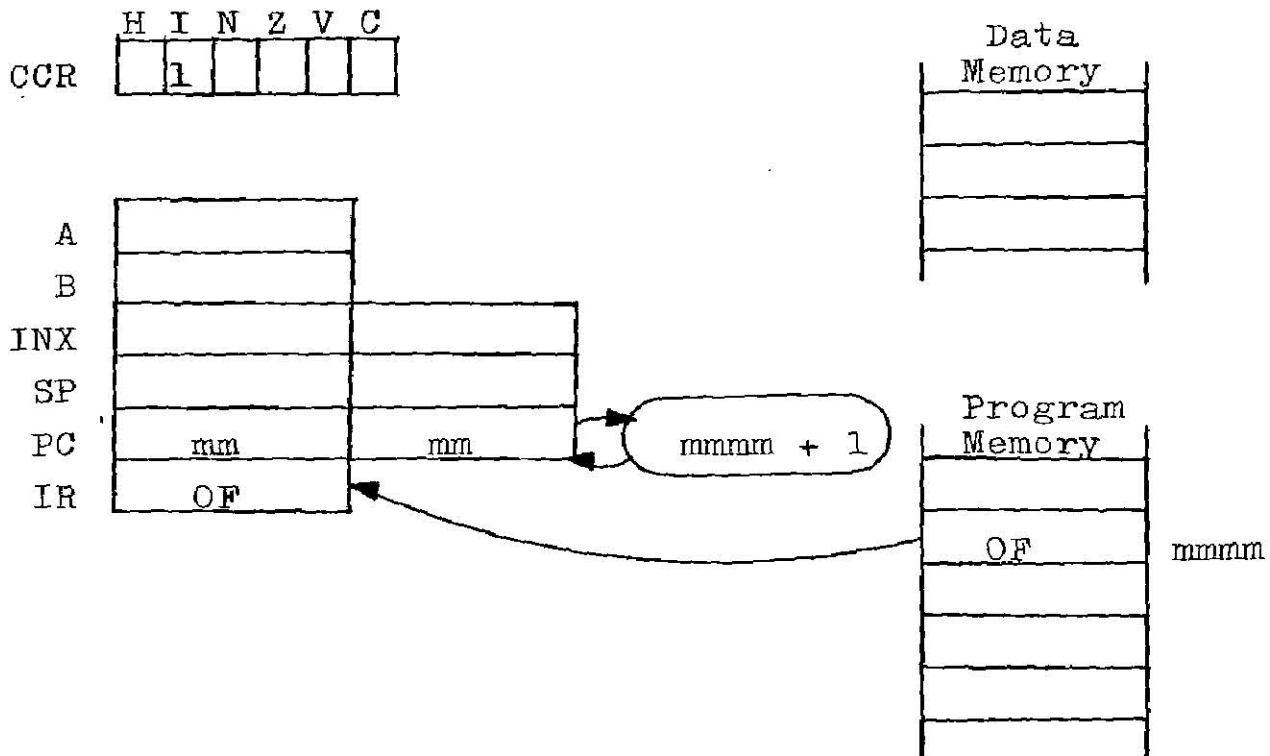 H I N Z V C
CCR 1
Data
Memory
A
B
INX
SP
PC mm mm mmmm + 1
IR OF
Program
Memory
OF mmmm